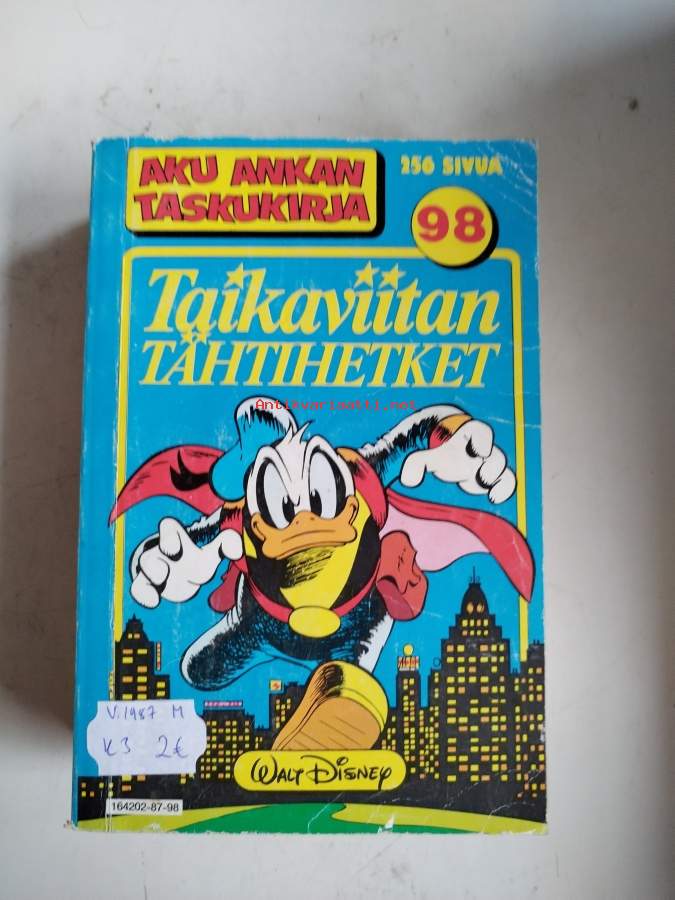 AKU ANKAN
TASKUKIRJA
256 SIVUA
98
Taikaviitan
TÄHTIHETKET
Antikvariaatti.net
V.1987 M
K3 2€
WALT DISNEY
164202-87-98